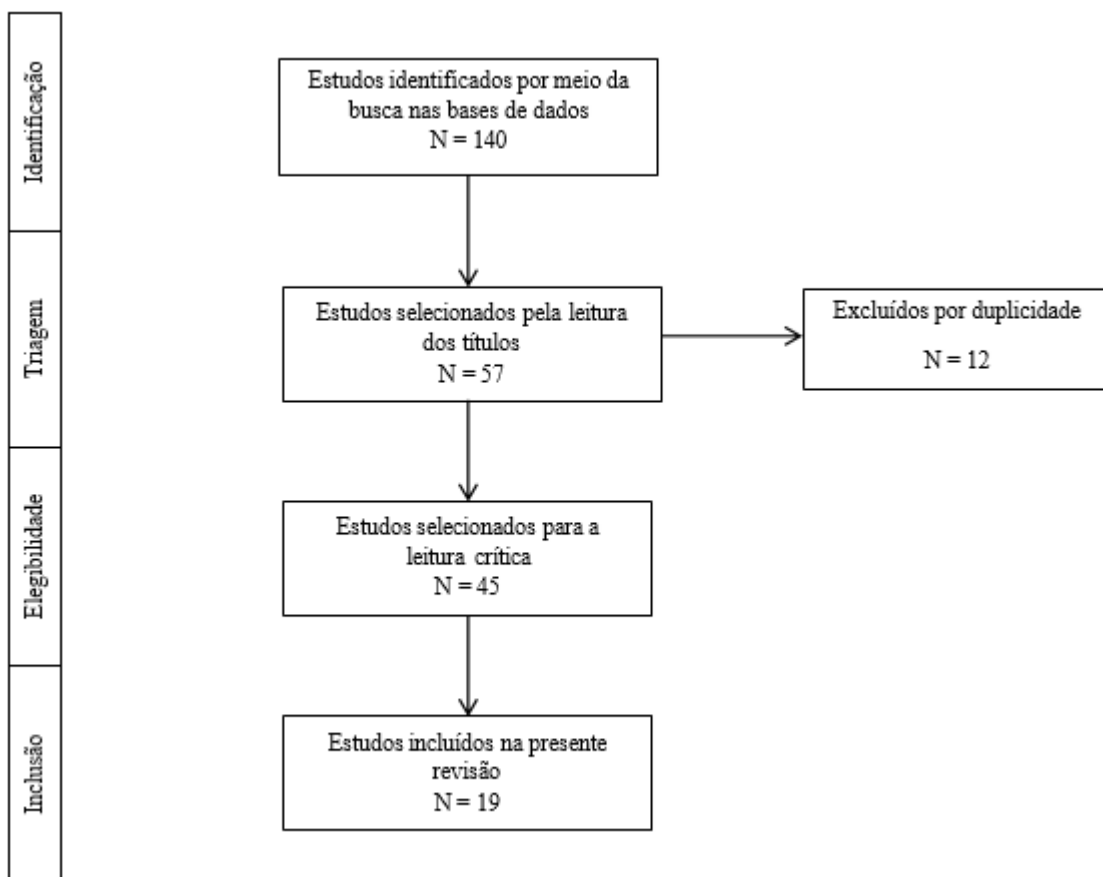 Identificação
Estudos identificados por meio da
busca nas bases de dados
N = 140
Triagem
Estudos selecionados pela leitura
dos títulos
N = 57
Excluídos por duplicidade
N = 12
Elegibilidade
Estudos selecionados para a
leitura crítica
N = 45
Inclusão
Estudos incluídos na presente
revisão
N = 19